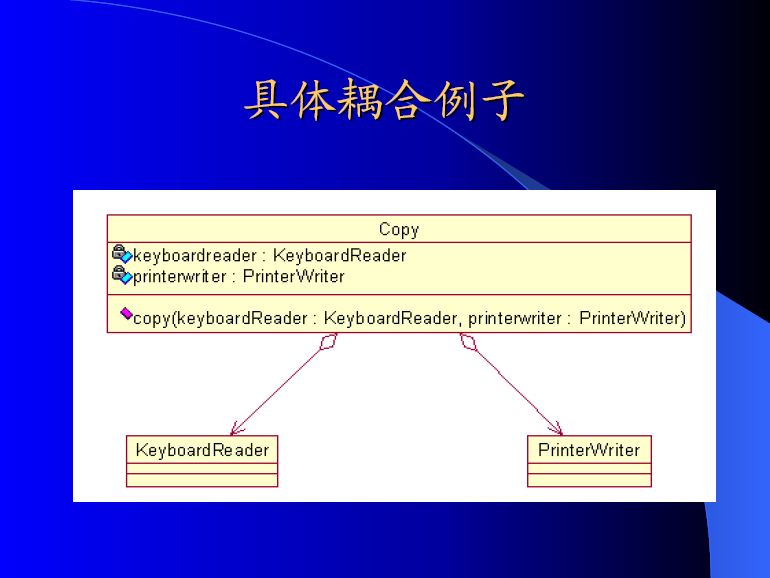 具体耦合例子
Copy
keyboardreader : KeyboardReader
printerwriter : PrinterWriter
copy(keyboardReader : KeyboardReader, printerwriter : PrinterWriter)
KeyboardReader
PrinterWriter